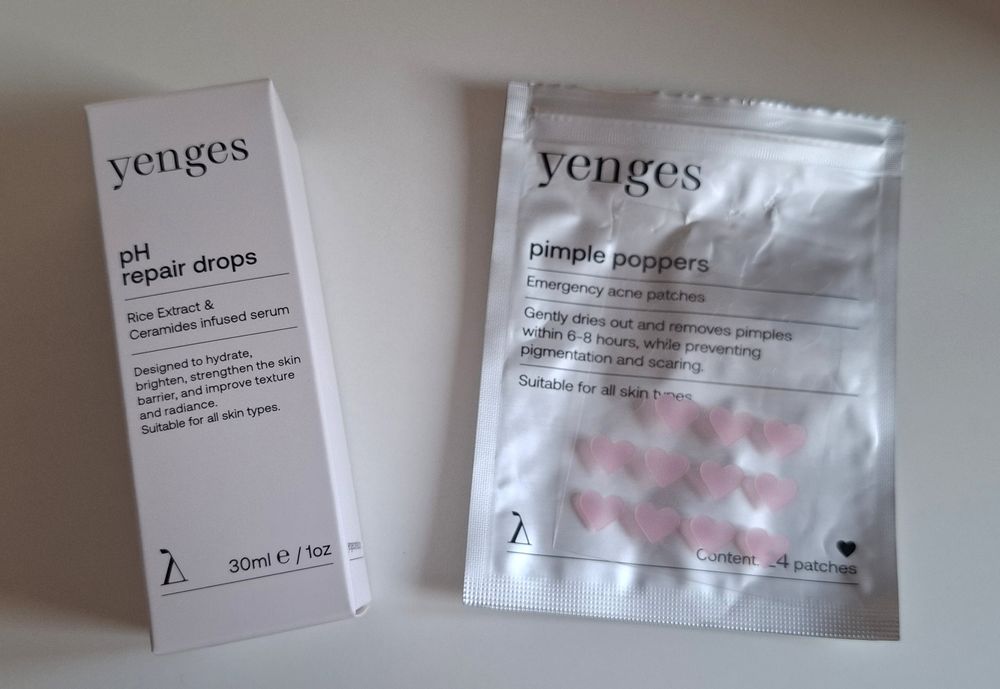 yenges
pH
repair drops
Rice Extract &
Ceramides infused serum
Designed to hydrate,
brighten, strengthen the skin
barrier, and improve texture
and radiance.
Suitable for all skin types.
30ml e / 1oz
yenges
pimple poppers
Emergency acne patches
Gently dries out and removes pimples
within 6-8 hours, while preventing
pigmentation and scaring.
Suitable for all skin types
Content: patches